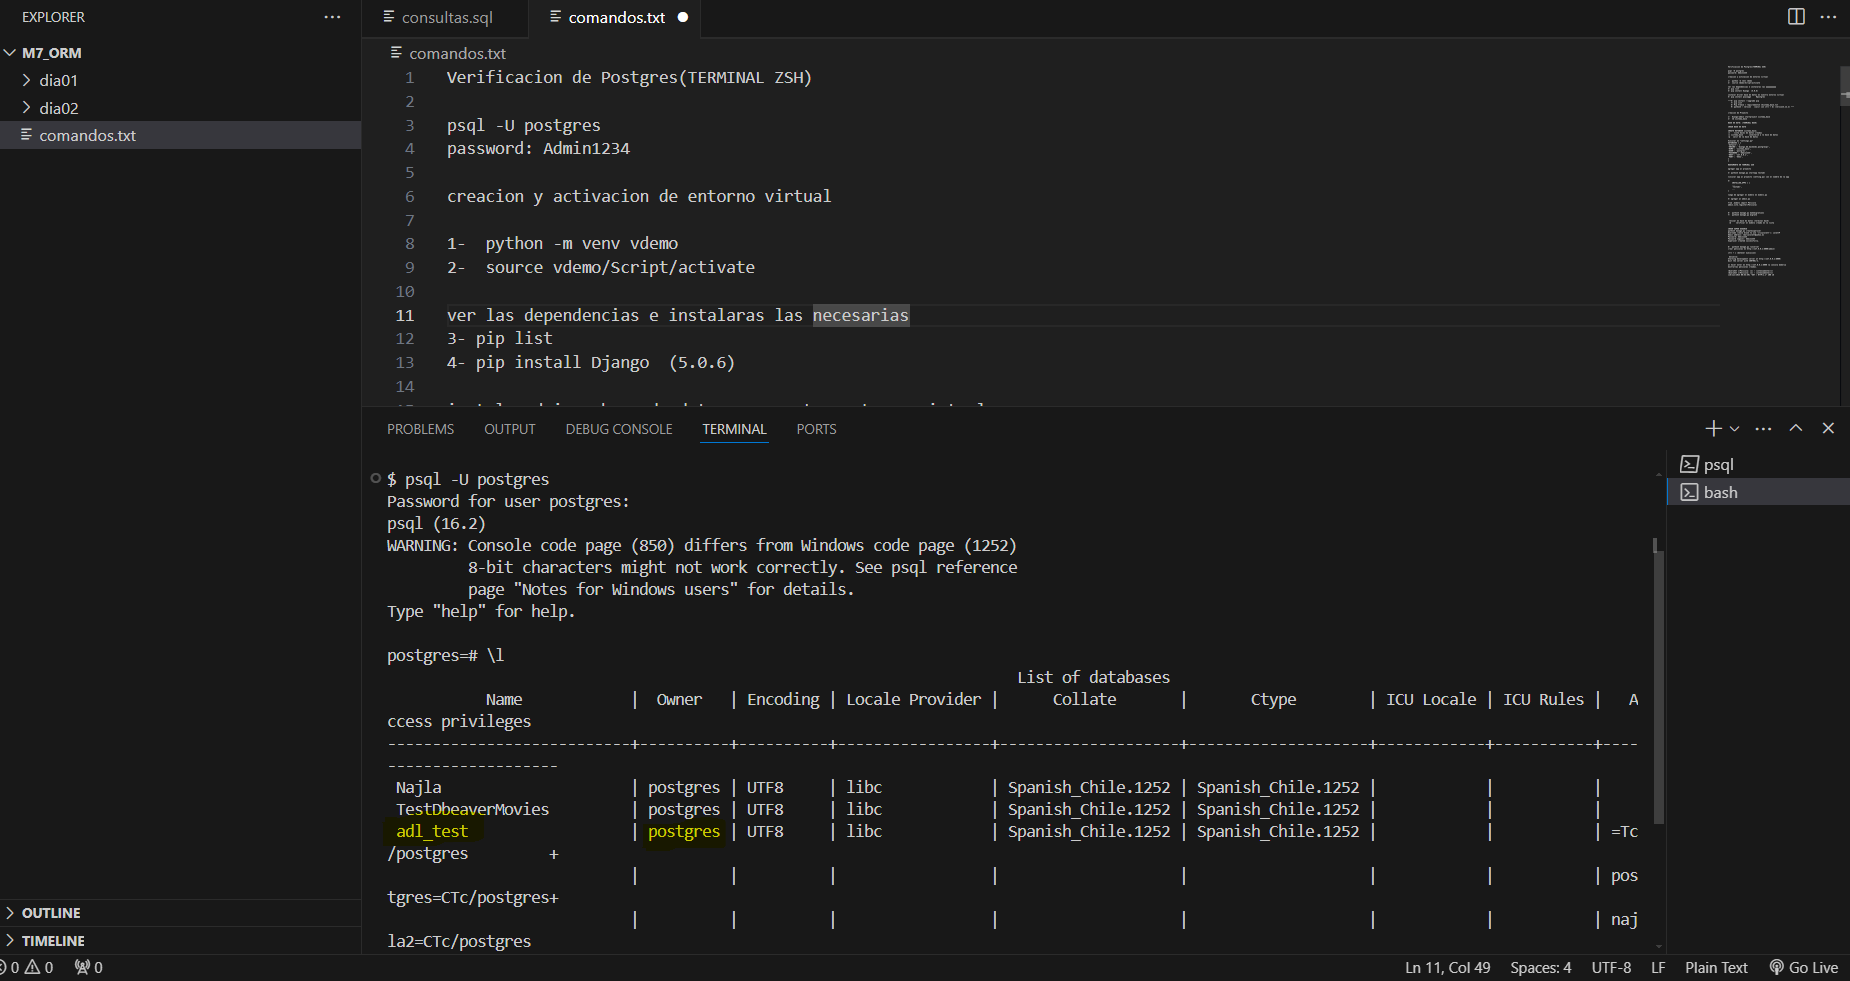 EXPLORER
consultas.sql
comandos.txt
M7_ORM
dia01
dia02
comandos.txt
comandos.txt
1 Verificacion de Postgres(TERMINAL ZSH)
2
3 psql -U postgres
4 password: Admin1234
5
6 creacion y activacion de entorno virtual
7
8 1- python -m venv vdemo
9 2- source vdemo/Script/activate
10
11 ver las dependencias e instalaras las necesarias
12 3- pip list
13 4- pip install Django (5.0.6)
14
PROBLEMS OUTPUT DEBUG CONSOLE TERMINAL PORTS
psql
bash
$ psql -U postgres
Password for user postgres:
psql (16.2)
WARNING: Console code page (850) differs from Windows code page (1252)
8-bit characters might not work correctly. See psql reference
page "Notes for Windows users" for details.
Type "help" for help.
postgres=# \l
List of databases
Name | Owner | Encoding | Locale Provider | Collate | Ctype | ICU Locale | ICU Rules | A
ccess privileges
---------------------------+----------+----------+-----------------+--------------------+--------------------+------------+-----------+----
-------------------
Najla | postgres | UTF8 | libc | Spanish_Chile.1252 | Spanish_Chile.1252 | | |
TestDbeaverMovies | postgres | UTF8 | libc | Spanish_Chile.1252 | Spanish_Chile.1252 | | |
adl_test | postgres | UTF8 | libc | Spanish_Chile.1252 | Spanish_Chile.1252 | | | =Tc
/postgres +
| | | | | | | | pos
tgres=CTc/postgres+
| | | | | | | | naj
la2=CTc/postgres
OUTLINE
TIMELINE
0 0 0
Ln 11, Col 49 Spaces: 4 UTF-8 LF Plain Text Go Live